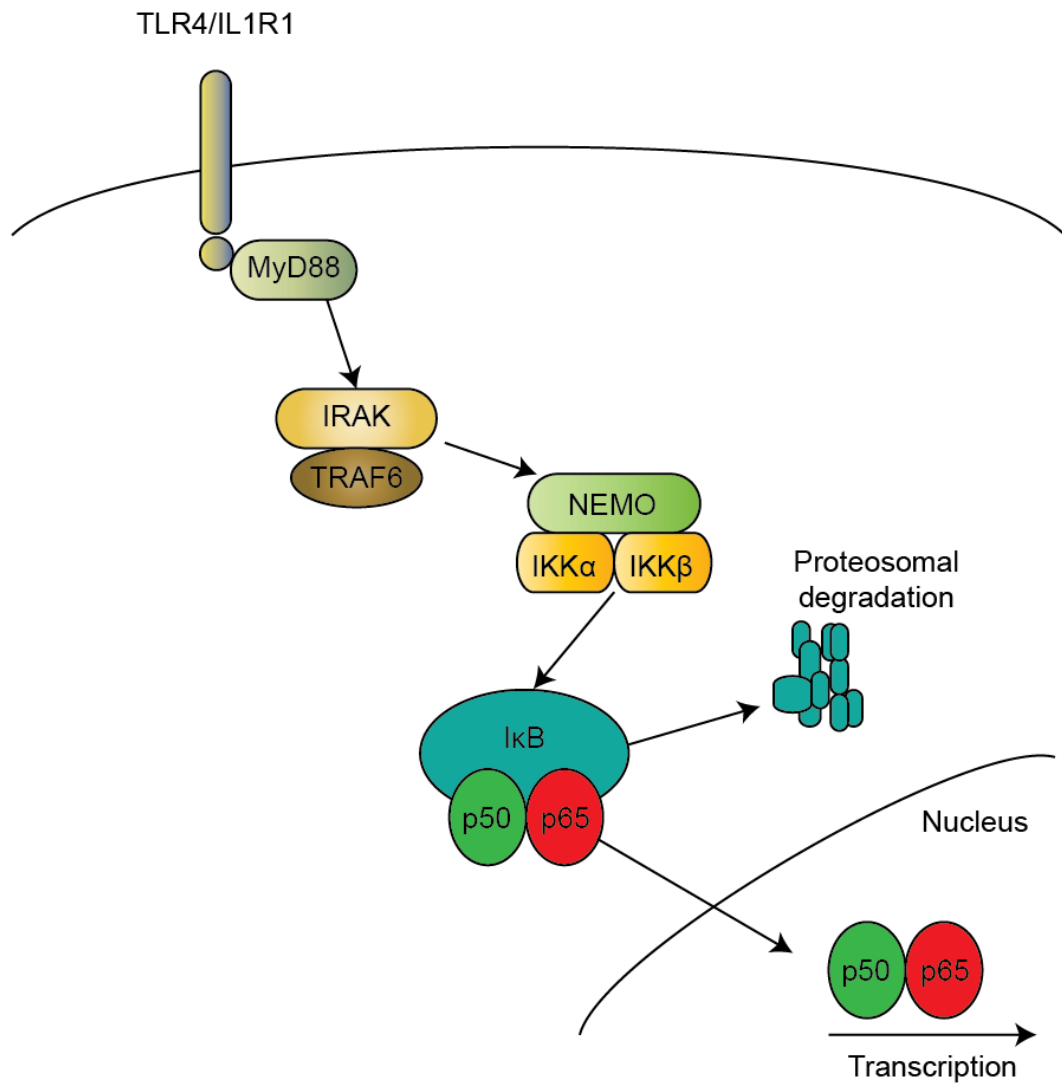 TLR4/IL1R1
MyD88
IRAK
TRAF6
NEMO
IKKα
IKKβ
Proteosomal
degradation
IκB
p50
p65
Nucleus
p50
p65
Transcription